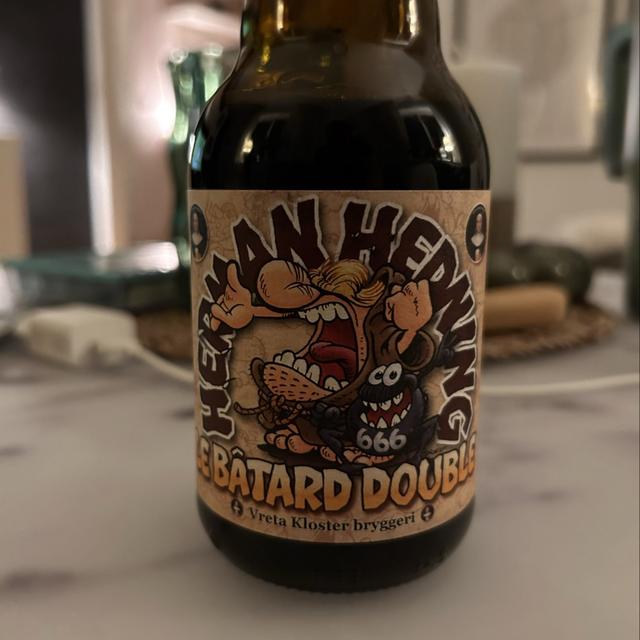 HERMAN HEDNING
666
LE BÂTARD DOUBLE
Vreta Kloster bryggeri